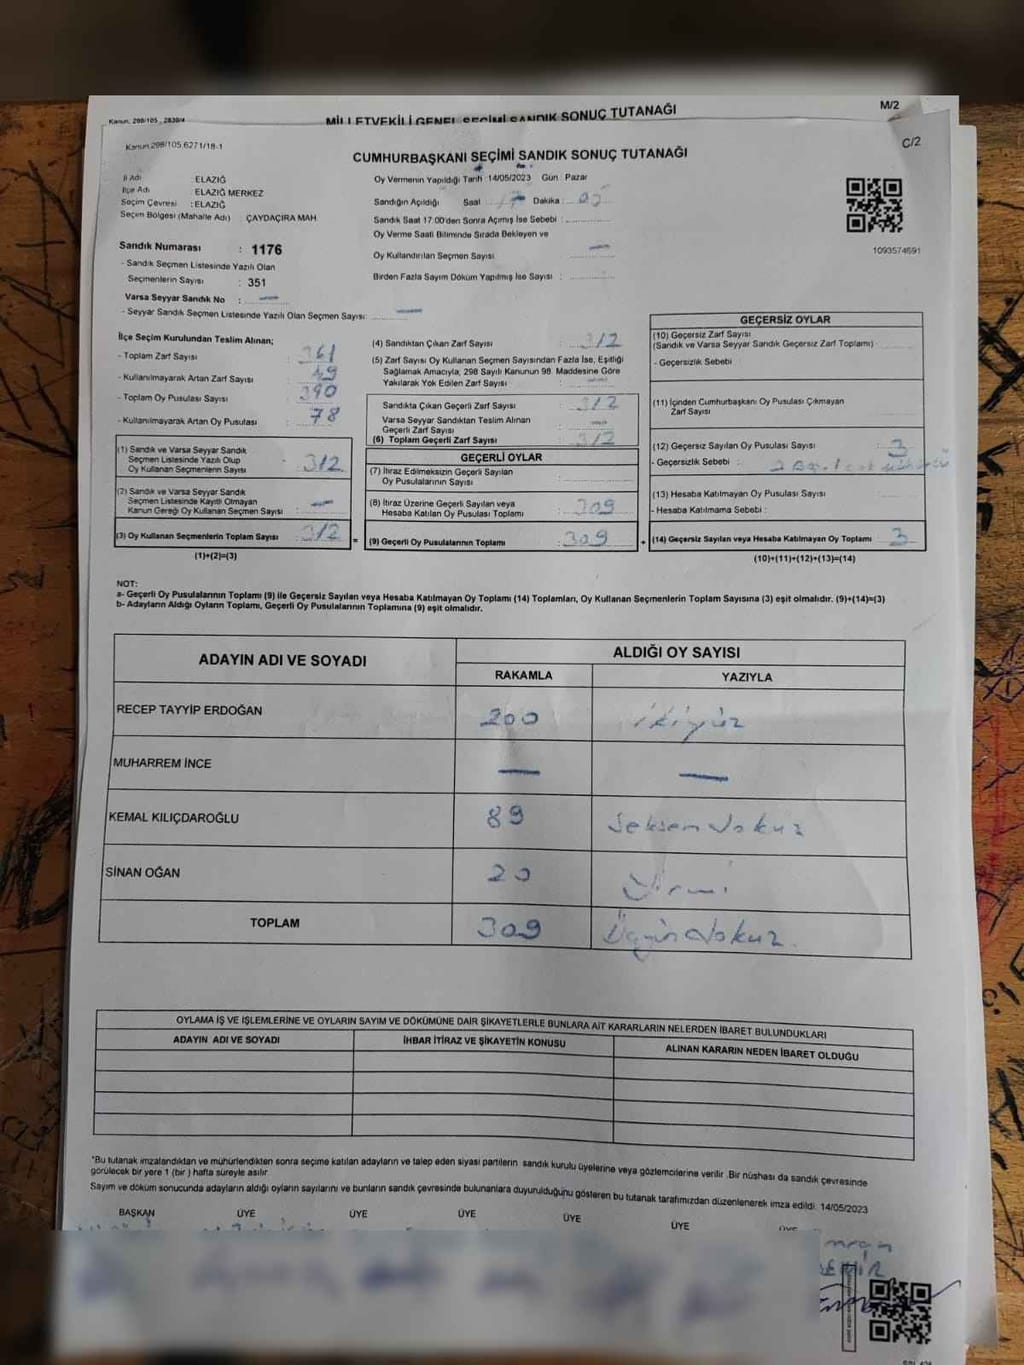 MİLLETVEKİLİ GENEL SEÇİMİ SANDIK SONUÇ TUTANAĞI
M/2
Kanun. 298/105 , 2839/4
Kanun.298/105.6271/18-1
C/2
CUMHURBAŞKANI SEÇİMİ SANDIK SONUÇ TUTANAĞI
İl Adı : ELAZIĞ
İlçe Adı : ELAZIĞ MERKEZ
Seçim Çevresi : ELAZIĞ
Seçim Bölgesi (Mahalle Adı) : ÇAYDAÇIRA MAH.
Sandık Numarası : 1176
- Sandık Seçmen Listesinde Yazılı Olan
Seçmenlerin Sayısı : 351
Varsa Seyyar Sandık No : —
- Seyyar Sandık Seçmen Listesinde Yazılı Olan Seçmen Sayısı: —
Oy Vermenin Yapıldığı Tarih 14/05/2023 Gün Pazar
Sandığın Açıldığı Saat : 17 Dakika : 05
Sandık Saat 17:00'den Sonra Açımış İse Sebebi :
Oy Verme Saati Bitiminde Sırada Bekleyen ve
Oy Kullandırılan Seçmen Sayısı —
Birden Fazla Sayım Döküm Yapılmış İse Sayısı :
1093574691
İlçe Seçim Kurulundan Teslim Alınan;
- Toplam Zarf Sayısı : 361
- Kullanılmayarak Artan Zarf Sayısı : 49
- Toplam Oy Pusulası Sayısı : 390
- Kullanılmayarak Artan Oy Pusulası : 78
(1) Sandık ve Varsa Seyyar Sandık
Seçmen Listesinde Yazılı Olup
Oy Kullanan Seçmenlerin Sayısı : 312
(2) Sandık ve Varsa Seyyar Sandık
Seçmen Listesinde Kayıtlı Olmayan
Kanun Gereği Oy Kullanan Seçmen Sayısı : —
(3) Oy Kullanan Seçmenlerin Toplam Sayısı : 312 =
(1)+(2)=(3)
(4) Sandıktan Çıkan Zarf Sayısı : 312
(5) Zarf Sayısı Oy Kullanan Seçmen Sayısından Fazla İse, Eşitliği
Sağlamak Amacıyla, 298 Sayılı Kanunun 98. Maddesine Göre
Yakılarak Yok Edilen Zarf Sayısı : —
Sandıkta Çıkan Geçerli Zarf Sayısı : 312
Varsa Seyyar Sandıktan Teslim Alınan
Geçerli Zarf Sayısı : —
(6) Toplam Geçerli Zarf Sayısı : 312
GEÇERLİ OYLAR
(7) İtiraz Edilmeksizin Geçerli Sayılan
Oy Pusulalarının Sayısı :
(8) İtiraz Üzerine Geçerli Sayılan veya
Hesaba Katılan Oy Pusulası Toplamı : 309
(9) Geçerli Oy Pusulalarının Toplamı : 309 +
GEÇERSİZ OYLAR
(10) Geçersiz Zarf Sayısı
(Sandık ve Varsa Seyyar Sandık Geçersiz Zarf Toplamı)
- Geçersizlik Sebebi
(11) İçinden Cumhurbaşkanı Oy Pusulası Çıkmayan
Zarf Sayısı
(12) Geçersiz Sayılan Oy Pusulası Sayısı : 3
- Geçersizlik Sebebi :
(13) Hesaba Katılmayan Oy Pusulası Sayısı :
- Hesaba Katılmama Sebebi :
(14) Geçersiz Sayılan veya Hesaba Katılmayan Oy Toplamı : 3
(10)+(11)+(12)+(13)=(14)
NOT:
a- Geçerli Oy Pusulalarının Toplamı (9) ile Geçersiz Sayılan veya Hesaba Katılmayan Oy Toplamı (14) Toplamları, Oy Kullanan Seçmenlerin Toplam Sayısına (3) eşit olmalıdır. (9)+(14)=(3)
b- Adayların Aldığı Oyların Toplamı, Geçerli Oy Pusulalarının Toplamına (9) eşit olmalıdır.
ADAYIN ADI VE SOYADI
ALDIĞI OY SAYISI
RAKAMLA YAZIYLA
RECEP TAYYİP ERDOĞAN 200 ikiyüz
MUHARREM İNCE — —
KEMAL KILIÇDAROĞLU 89 seksen dokuz
SİNAN OĞAN 20 Yirmi
TOPLAM 309 Üçyüz dokuz
OYLAMA İŞ VE İŞLEMLERİNE VE OYLARIN SAYIM VE DÖKÜMÜNE DAİR ŞİKAYETLERLE BUNLARA AİT KARARLARIN NELERDEN İBARET BULUNDUKLARI
ADAYIN ADI VE SOYADI İHBAR İTİRAZ VE ŞİKAYETİN KONUSU ALINAN KARARIN NEDEN İBARET OLDUĞU
"Bu tutanak imzalandıktan ve mühürlendikten sonra seçime katılan adayların ve talep eden siyasi partilerin sandık kurulu üyelerine veya gözlemcilerine verilir .Bir nüshası da sandık çevresinde
görülecek bir yere 1 (bir ) hafta süreyle asılır.
Sayım ve döküm sonucunda adayların aldığı oyların sayılarını ve bunların sandık çevresinde bulunanlara duyurulduğunu gösteren bu tutanak tarafımızdan düzenlenerek imza edildi. 14/05/2023
BAŞKAN ÜYE ÜYE ÜYE ÜYE ÜYE ÜYE